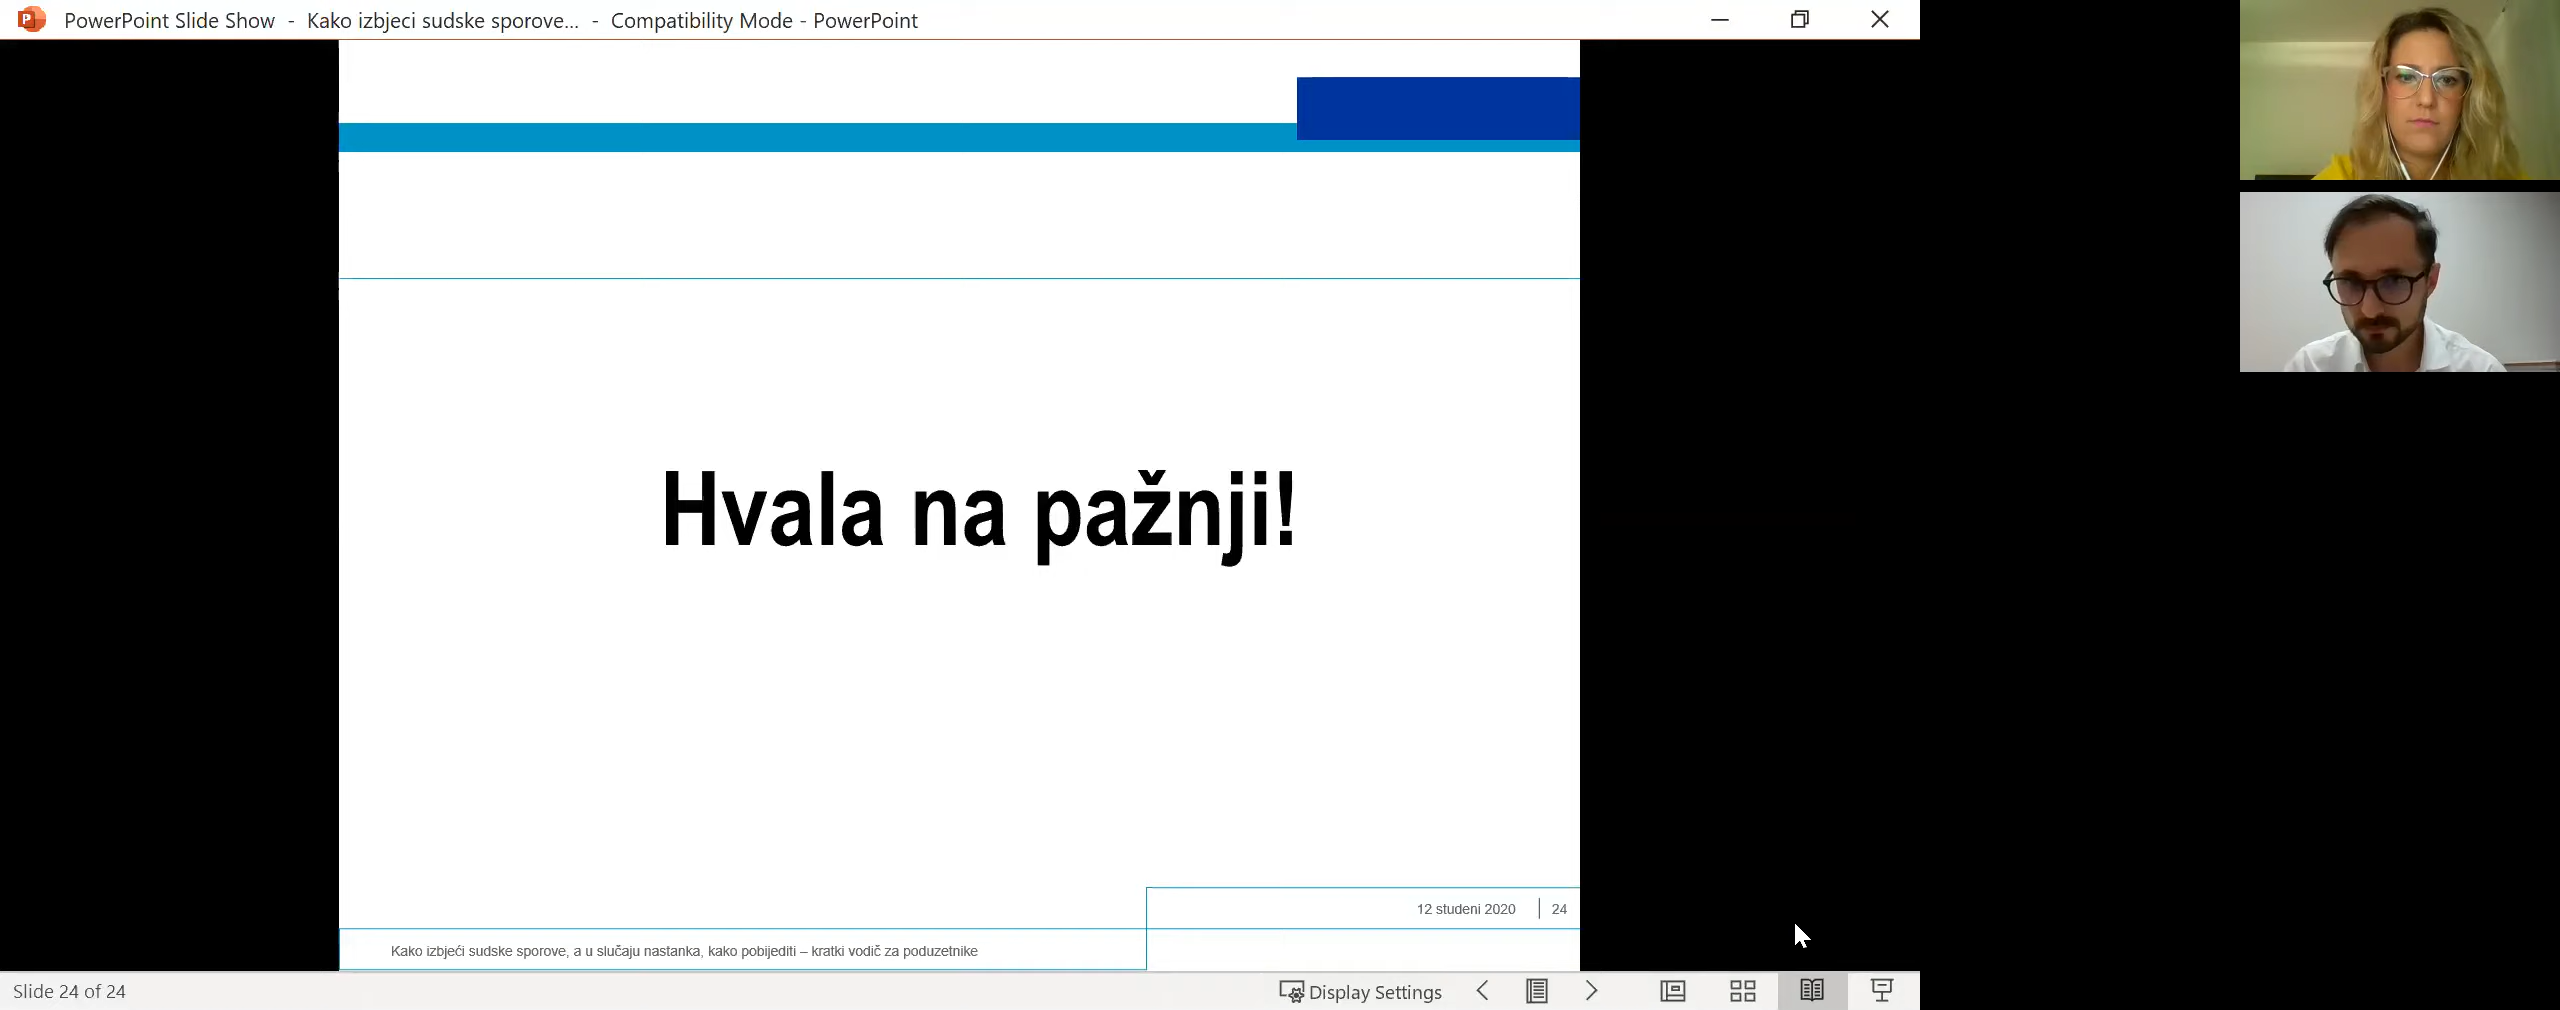 PowerPoint Slide Show - Kako izbjeci sudske sporove... - Compatibility Mode - PowerPoint
Hvala na pažnji!
12 studeni 2020 24
Kako izbjeći sudske sporove, a u slučaju nastanka, kako pobijediti – kratki vodič za poduzetnike
Slide 24 of 24
Display Settings